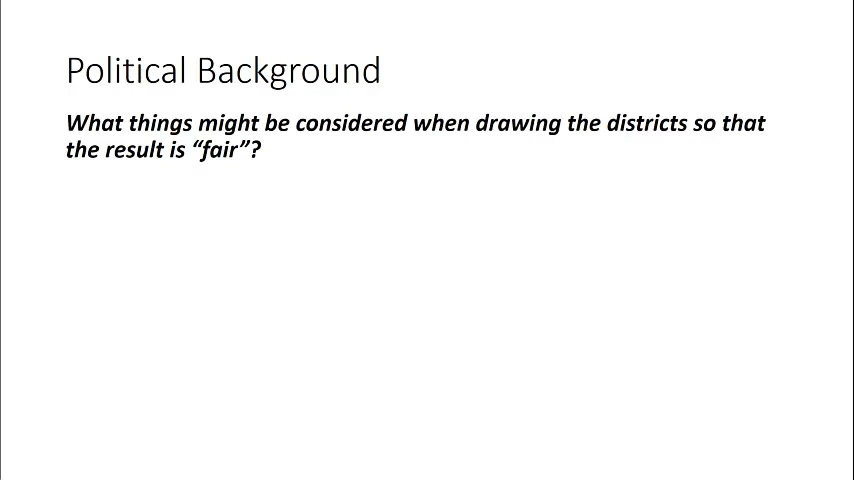 Political Background
What things might be considered when drawing the districts so that
the result is “fair”?